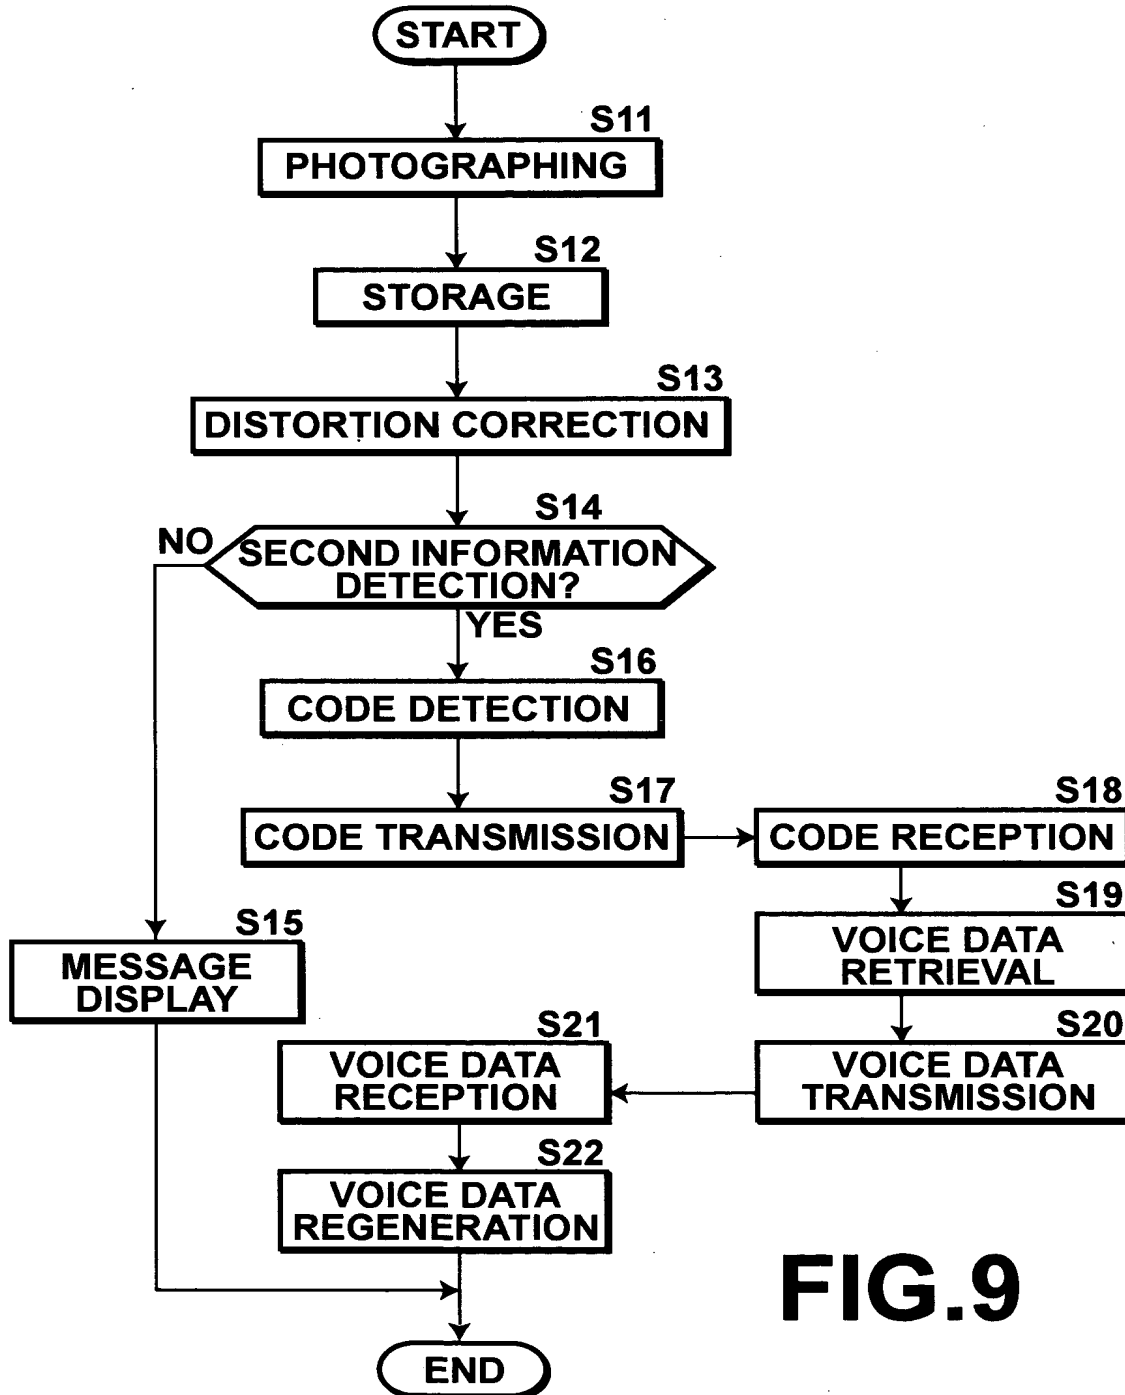 START
S11
PHOTOGRAPHING
S12
STORAGE
S13
DISTORTION CORRECTION
S14
NO
SECOND INFORMATION
DETECTION?
YES
S16
CODE DETECTION
S17
CODE TRANSMISSION
S18
CODE RECEPTION
S19
VOICE DATA
RETRIEVAL
S15
MESSAGE
DISPLAY
S20
VOICE DATA
TRANSMISSION
S21
VOICE DATA
RECEPTION
S22
VOICE DATA
REGENERATION
END
FIG.9